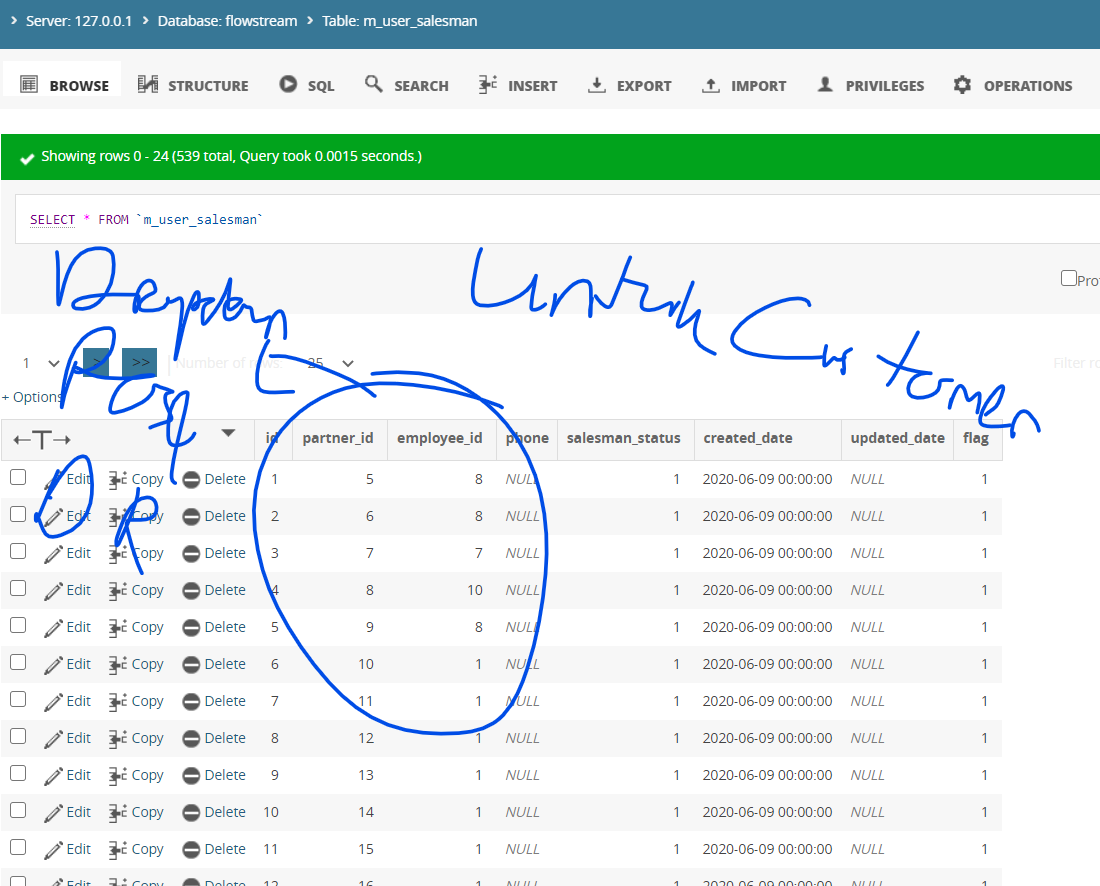 Server: 127.0.0.1 › Database: flowstream › Table: m_user_salesman
BROWSE STRUCTURE SQL SEARCH INSERT EXPORT IMPORT PRIVILEGES OPERATIONS
Showing rows 0 - 24 (539 total, Query took 0.0015 seconds.)
SELECT * FROM `m_user_salesman`
Untuk Customer
Pro
1 > >> Number of rows: 25 Filter ro
+ Options
←T→ id partner_id employee_id phone salesman_status created_date updated_date flag
Edit Copy Delete 1 5 8 NULL 1 2020-06-09 00:00:00 NULL 1
Edit Copy Delete 2 6 8 NULL 1 2020-06-09 00:00:00 NULL 1
Edit Copy Delete 3 7 7 NULL 1 2020-06-09 00:00:00 NULL 1
Edit Copy Delete 4 8 10 NULL 1 2020-06-09 00:00:00 NULL 1
Edit Copy Delete 5 9 8 NULL 1 2020-06-09 00:00:00 NULL 1
Edit Copy Delete 6 10 1 NULL 1 2020-06-09 00:00:00 NULL 1
Edit Copy Delete 7 11 1 NULL 1 2020-06-09 00:00:00 NULL 1
Edit Copy Delete 8 12 1 NULL 1 2020-06-09 00:00:00 NULL 1
Edit Copy Delete 9 13 1 NULL 1 2020-06-09 00:00:00 NULL 1
Edit Copy Delete 10 14 1 NULL 1 2020-06-09 00:00:00 NULL 1
Edit Copy Delete 11 15 1 NULL 1 2020-06-09 00:00:00 NULL 1
Edit Copy Delete 12 16 1 NULL 1 2020-06-09 00:00:00 NULL 1